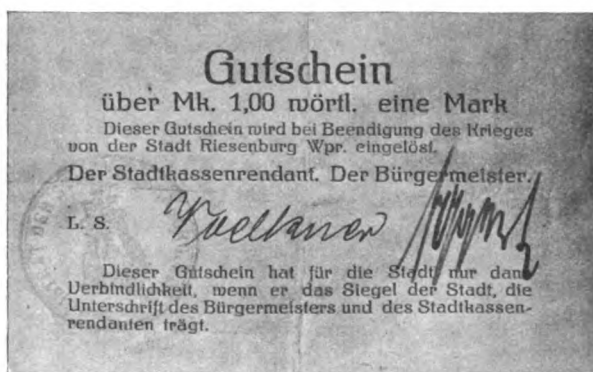 Gutschein
über Mk. 1,00 wörtl. eine Mark
Dieser Gutschein wird bei Beendigung des Krieges
von der Stadt Riesenburg Wpr. eingelöst.
Der Stadtkassenrendant. Der Bürgermeister.
L. S.
Dieser Gutschein hat für die Stadt nur dann
Verbindlichkeit, wenn er das Siegel der Stadt, die
Unterschrift des Bürgermeisters und des Stadtkassen-
rendanten trägt.